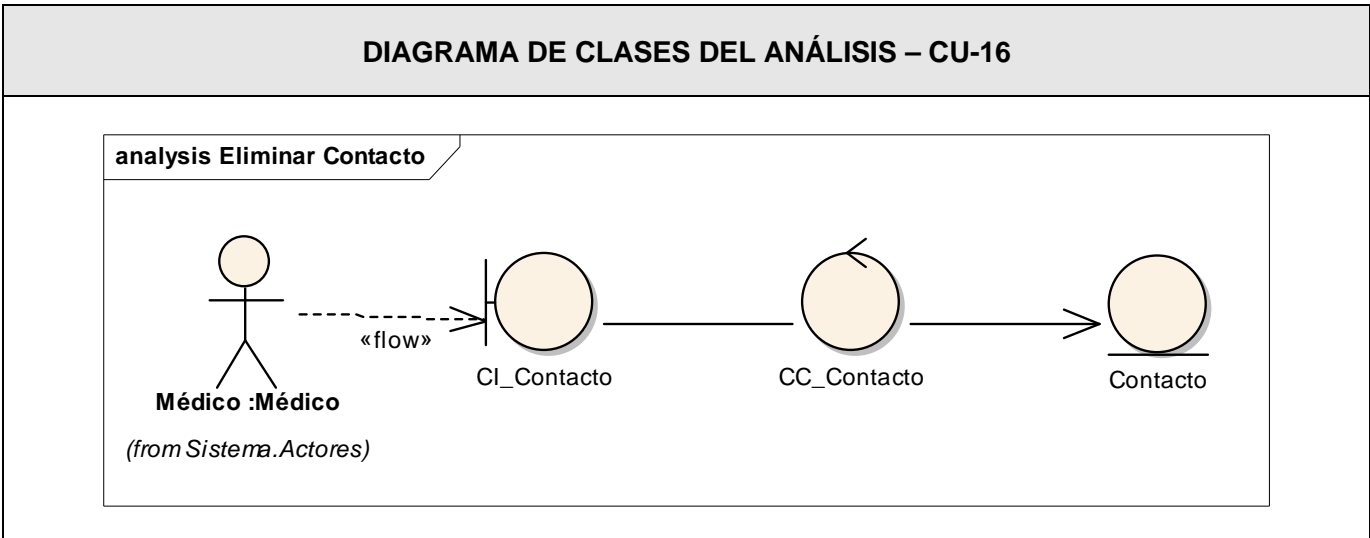 DIAGRAMA DE CLASES DEL ANÁLISIS – CU-16
analysis Eliminar Contacto
«flow»
CI_Contacto
CC_Contacto
Contacto
Médico :Médico
(from Sistema.Actores)